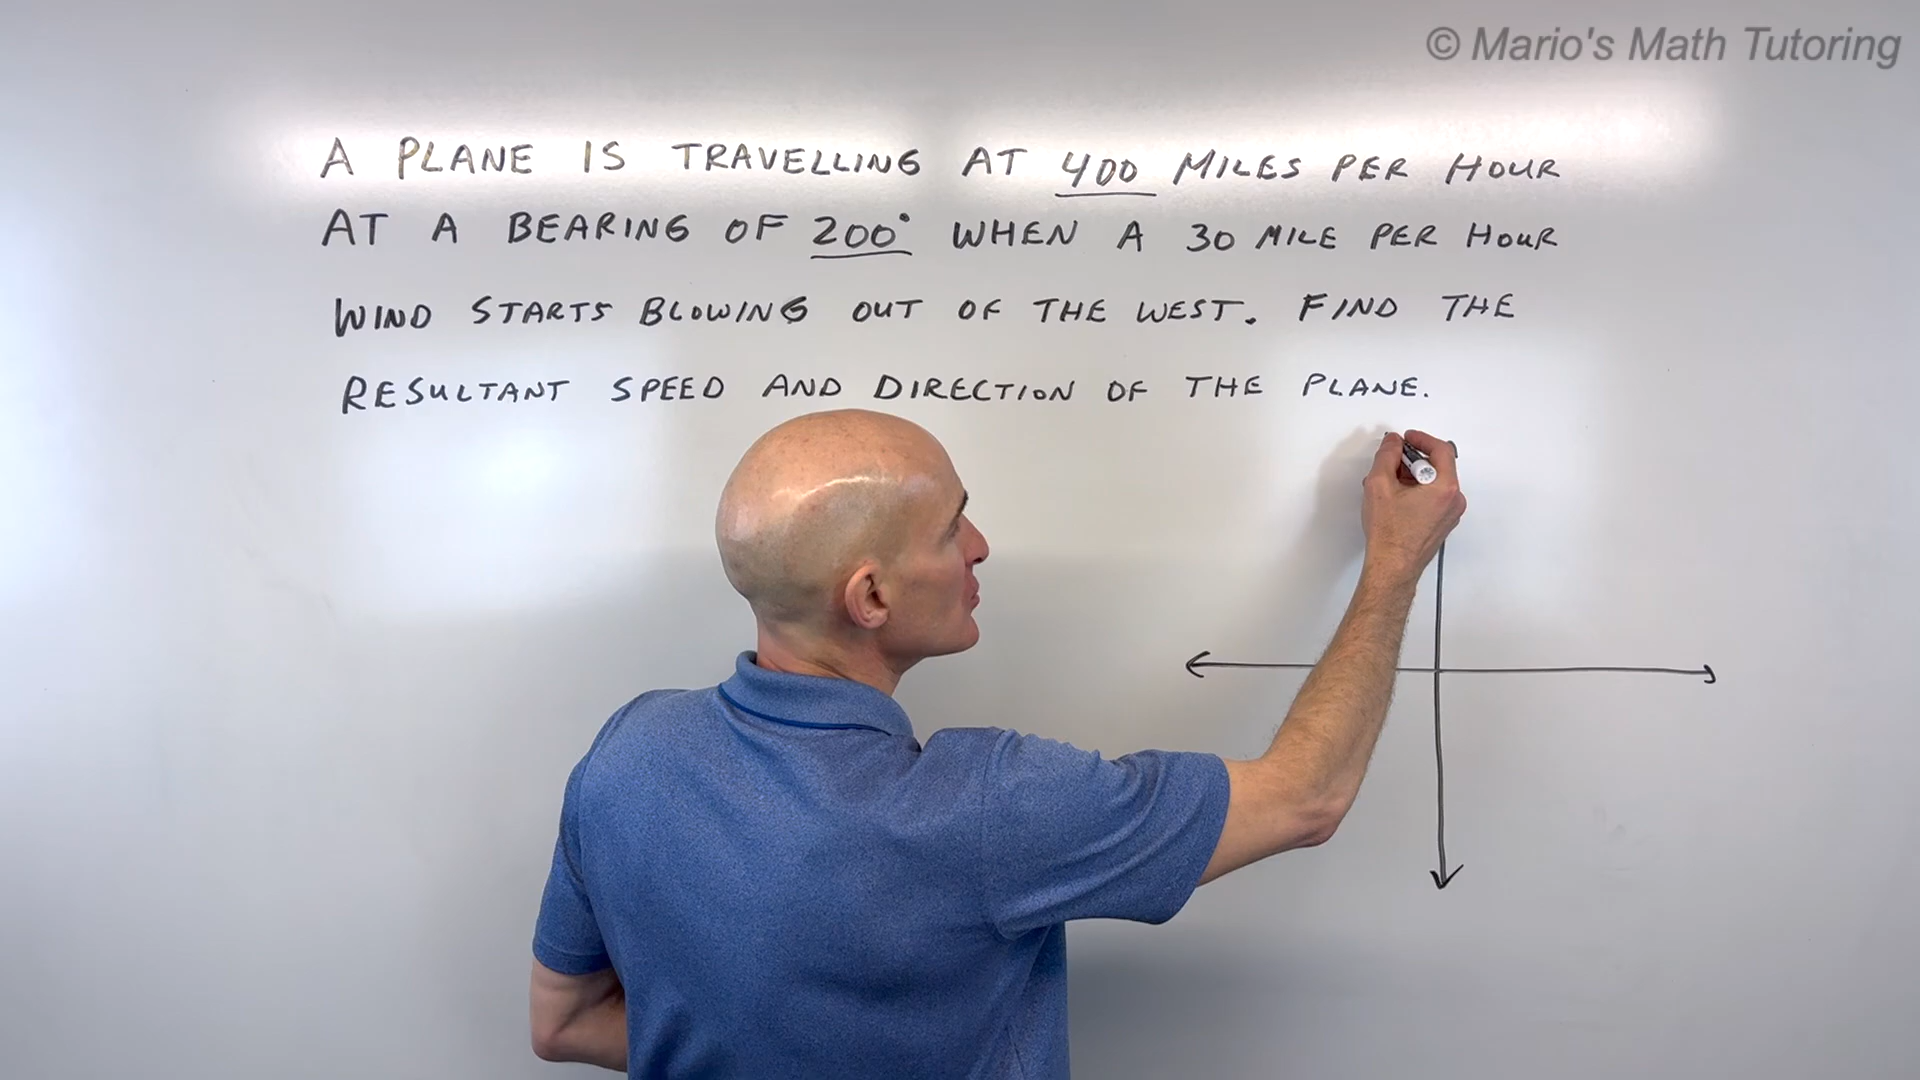 © Mario's Math Tutoring
A PLANE IS TRAVELLING AT 400 MILES PER HOUR
AT A BEARING OF 200° WHEN A 30 MILE PER HOUR
WIND STARTS BLOWING OUT OF THE WEST. FIND THE
RESULTANT SPEED AND DIRECTION OF THE PLANE.